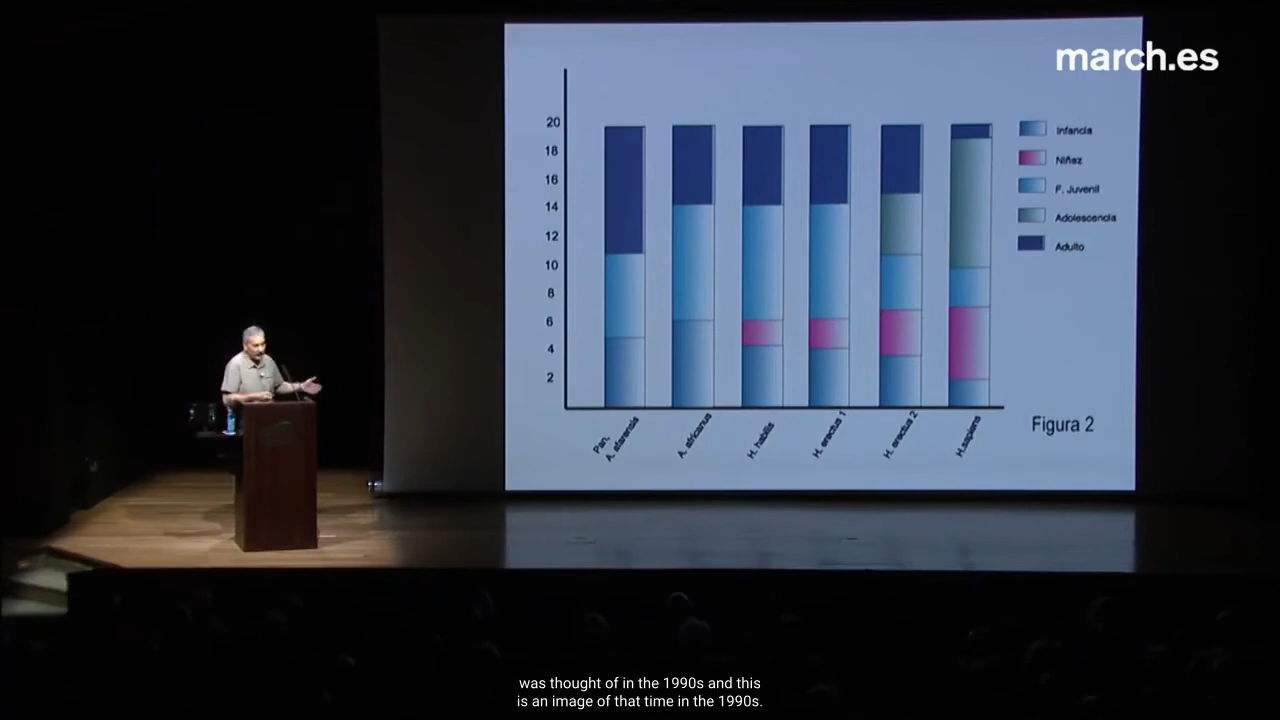 march.es
20
18
16
14
12
10
8
6
4
2
Infancia
Niñez
F. Juvenil
Adolescencia
Adulto
Pan,
A. afarensis
A. africanus
H. habilis
H. erectus 1
H. erectus 2
H.sapiens
Figura 2
was thought of in the 1990s and this
is an image of that time in the 1990s.